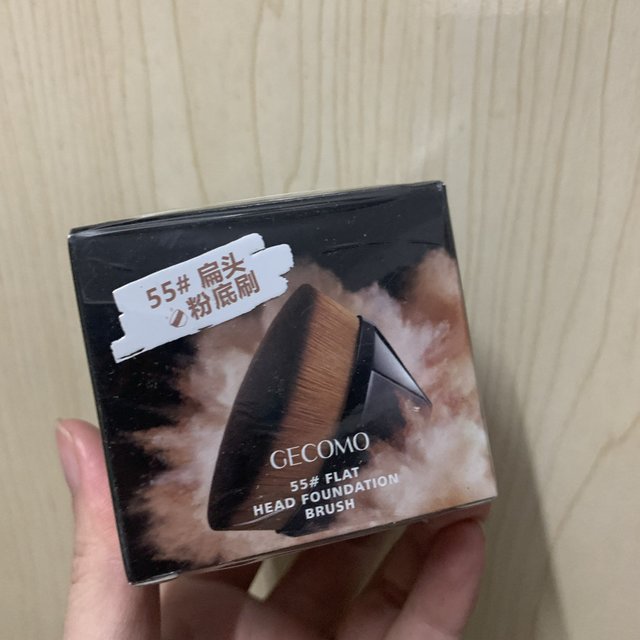 55# 扁头
粉底刷
GECOMO
55# FLAT
HEAD FOUNDATION
BRUSH